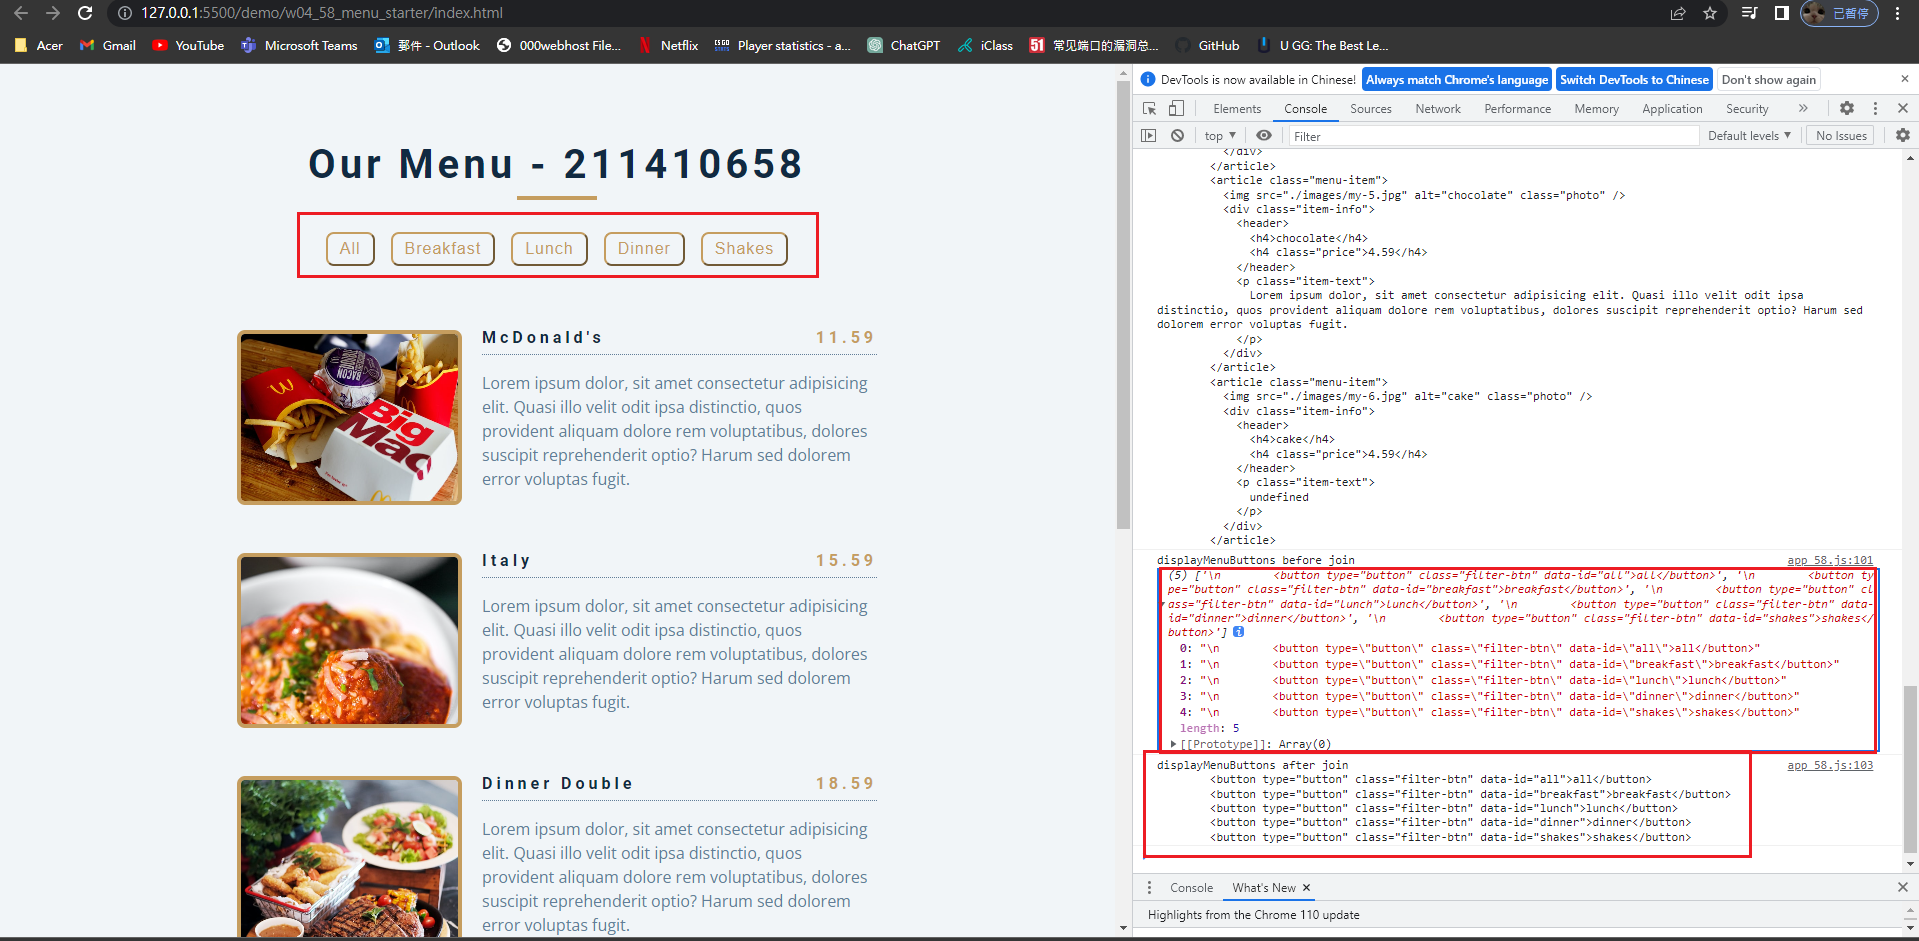 127.0.0.1:5500/demo/w04_58_menu_starter/index.html
已暫停
Acer
Gmail
YouTube
Microsoft Teams
郵件 - Outlook
000webhost File...
Netflix
Player statistics - a...
ChatGPT
iClass
51
常见端口的漏洞总...
GitHub
U GG: The Best Le...
Our Menu - 211410658
All
Breakfast
Lunch
Dinner
Shakes
McDonald's 11.59
Lorem ipsum dolor, sit amet consectetur adipisicing
elit. Quasi illo velit odit ipsa distinctio, quos
provident aliquam dolore rem voluptatibus, dolores
suscipit reprehenderit optio? Harum sed dolorem
error voluptas fugit.
BACON
Big
Mac
Italy 15.59
Lorem ipsum dolor, sit amet consectetur adipisicing
elit. Quasi illo velit odit ipsa distinctio, quos
provident aliquam dolore rem voluptatibus, dolores
suscipit reprehenderit optio? Harum sed dolorem
error voluptas fugit.
Dinner Double 18.59
Lorem ipsum dolor, sit amet consectetur adipisicing
elit. Quasi illo velit odit ipsa distinctio, quos
provident aliquam dolore rem voluptatibus, dolores
suscipit reprehenderit optio? Harum sed dolorem
error voluptas fugit.
DevTools is now available in Chinese!
Always match Chrome's language
Switch DevTools to Chinese
Don't show again
Elements
Console
Sources
Network
Performance
Memory
Application
Security
top
Filter
Default levels
No Issues
</div>
</article>
<article class="menu-item">
<img src="./images/my-5.jpg" alt="chocolate" class="photo" />
<div class="item-info">
<header>
<h4>chocolate</h4>
<h4 class="price">4.59</h4>
</header>
<p class="item-text">
Lorem ipsum dolor, sit amet consectetur adipisicing elit. Quasi illo velit odit ipsa
distinctio, quos provident aliquam dolore rem voluptatibus, dolores suscipit reprehenderit optio? Harum sed
dolorem error voluptas fugit.
</p>
</div>
</article>
<article class="menu-item">
<img src="./images/my-6.jpg" alt="cake" class="photo" />
<div class="item-info">
<header>
<h4>cake</h4>
<h4 class="price">4.59</h4>
</header>
<p class="item-text">
undefined
</p>
</div>
</article>
displayMenuButtons before join app_58.js:101
(5) ['\n <button type="button" class="filter-btn" data-id="all">all</button>', '\n <button ty
pe="button" class="filter-btn" data-id="breakfast">breakfast</button>', '\n <button type="button" cl
ass="filter-btn" data-id="lunch">lunch</button>', '\n <button type="button" class="filter-btn" data-
id="dinner">dinner</button>', '\n <button type="button" class="filter-btn" data-id="shakes">shakes</
button>']
0: "\n <button type=\"button\" class=\"filter-btn\" data-id=\"all\">all</button>"
1: "\n <button type=\"button\" class=\"filter-btn\" data-id=\"breakfast\">breakfast</button>"
2: "\n <button type=\"button\" class=\"filter-btn\" data-id=\"lunch\">lunch</button>"
3: "\n <button type=\"button\" class=\"filter-btn\" data-id=\"dinner\">dinner</button>"
4: "\n <button type=\"button\" class=\"filter-btn\" data-id=\"shakes\">shakes</button>"
length: 5
[[Prototype]]: Array(0)
displayMenuButtons after join app_58.js:103
<button type="button" class="filter-btn" data-id="all">all</button>
<button type="button" class="filter-btn" data-id="breakfast">breakfast</button>
<button type="button" class="filter-btn" data-id="lunch">lunch</button>
<button type="button" class="filter-btn" data-id="dinner">dinner</button>
<button type="button" class="filter-btn" data-id="shakes">shakes</button>
Console
What's New
Highlights from the Chrome 110 update